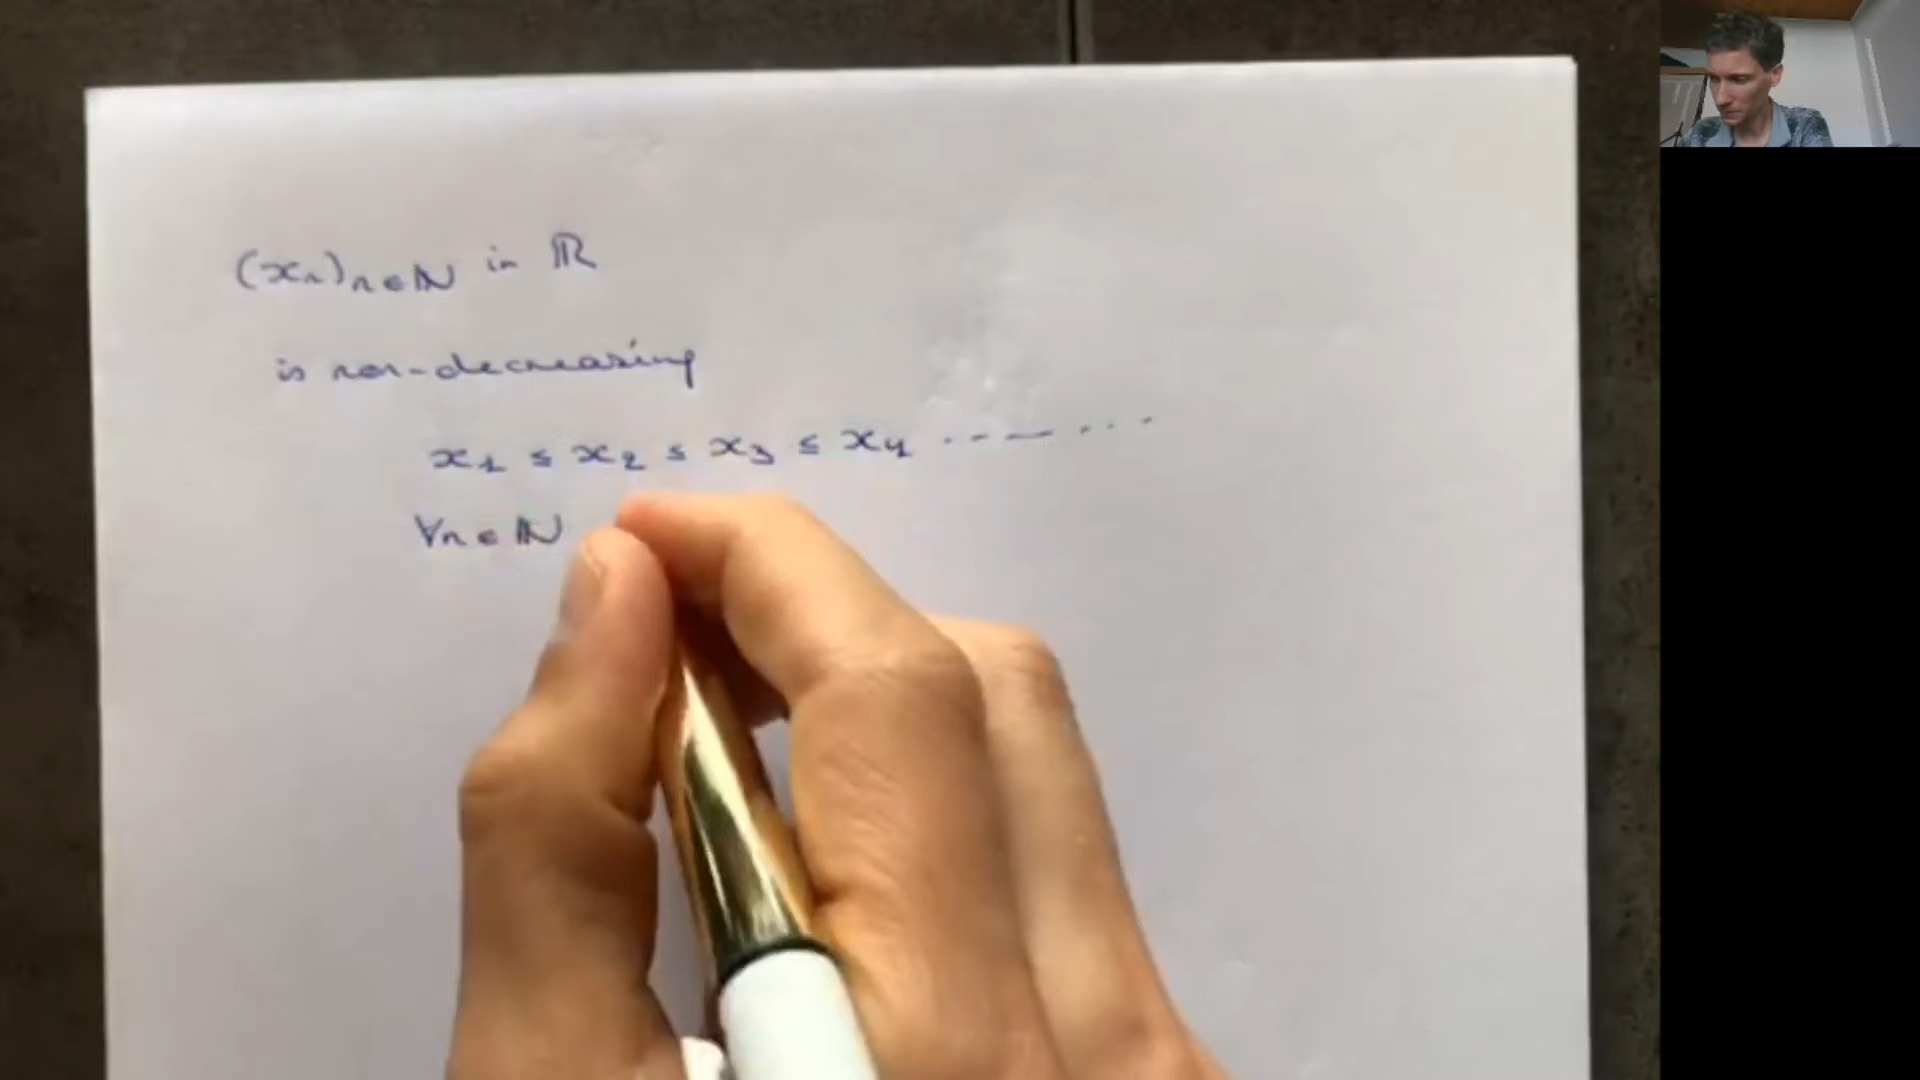 (xₙ)ₙ∈ℕ in ℝ
is non-decreasing
x₁ ≤ x₂ ≤ x₃ ≤ x₄ ---- ---
∀n ∈ ℕ